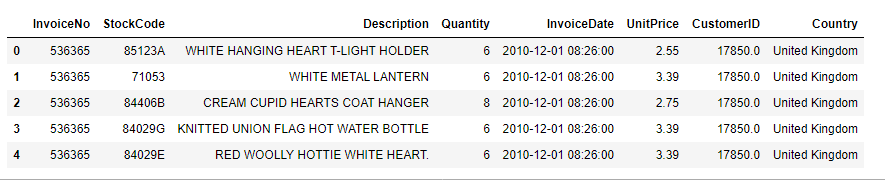 InvoiceNo StockCode Description Quantity InvoiceDate UnitPrice CustomerID Country
0 536365 85123A WHITE HANGING HEART T-LIGHT HOLDER 6 2010-12-01 08:26:00 2.55 17850.0 United Kingdom
1 536365 71053 WHITE METAL LANTERN 6 2010-12-01 08:26:00 3.39 17850.0 United Kingdom
2 536365 84406B CREAM CUPID HEARTS COAT HANGER 8 2010-12-01 08:26:00 2.75 17850.0 United Kingdom
3 536365 84029G KNITTED UNION FLAG HOT WATER BOTTLE 6 2010-12-01 08:26:00 3.39 17850.0 United Kingdom
4 536365 84029E RED WOOLLY HOTTIE WHITE HEART. 6 2010-12-01 08:26:00 3.39 17850.0 United Kingdom